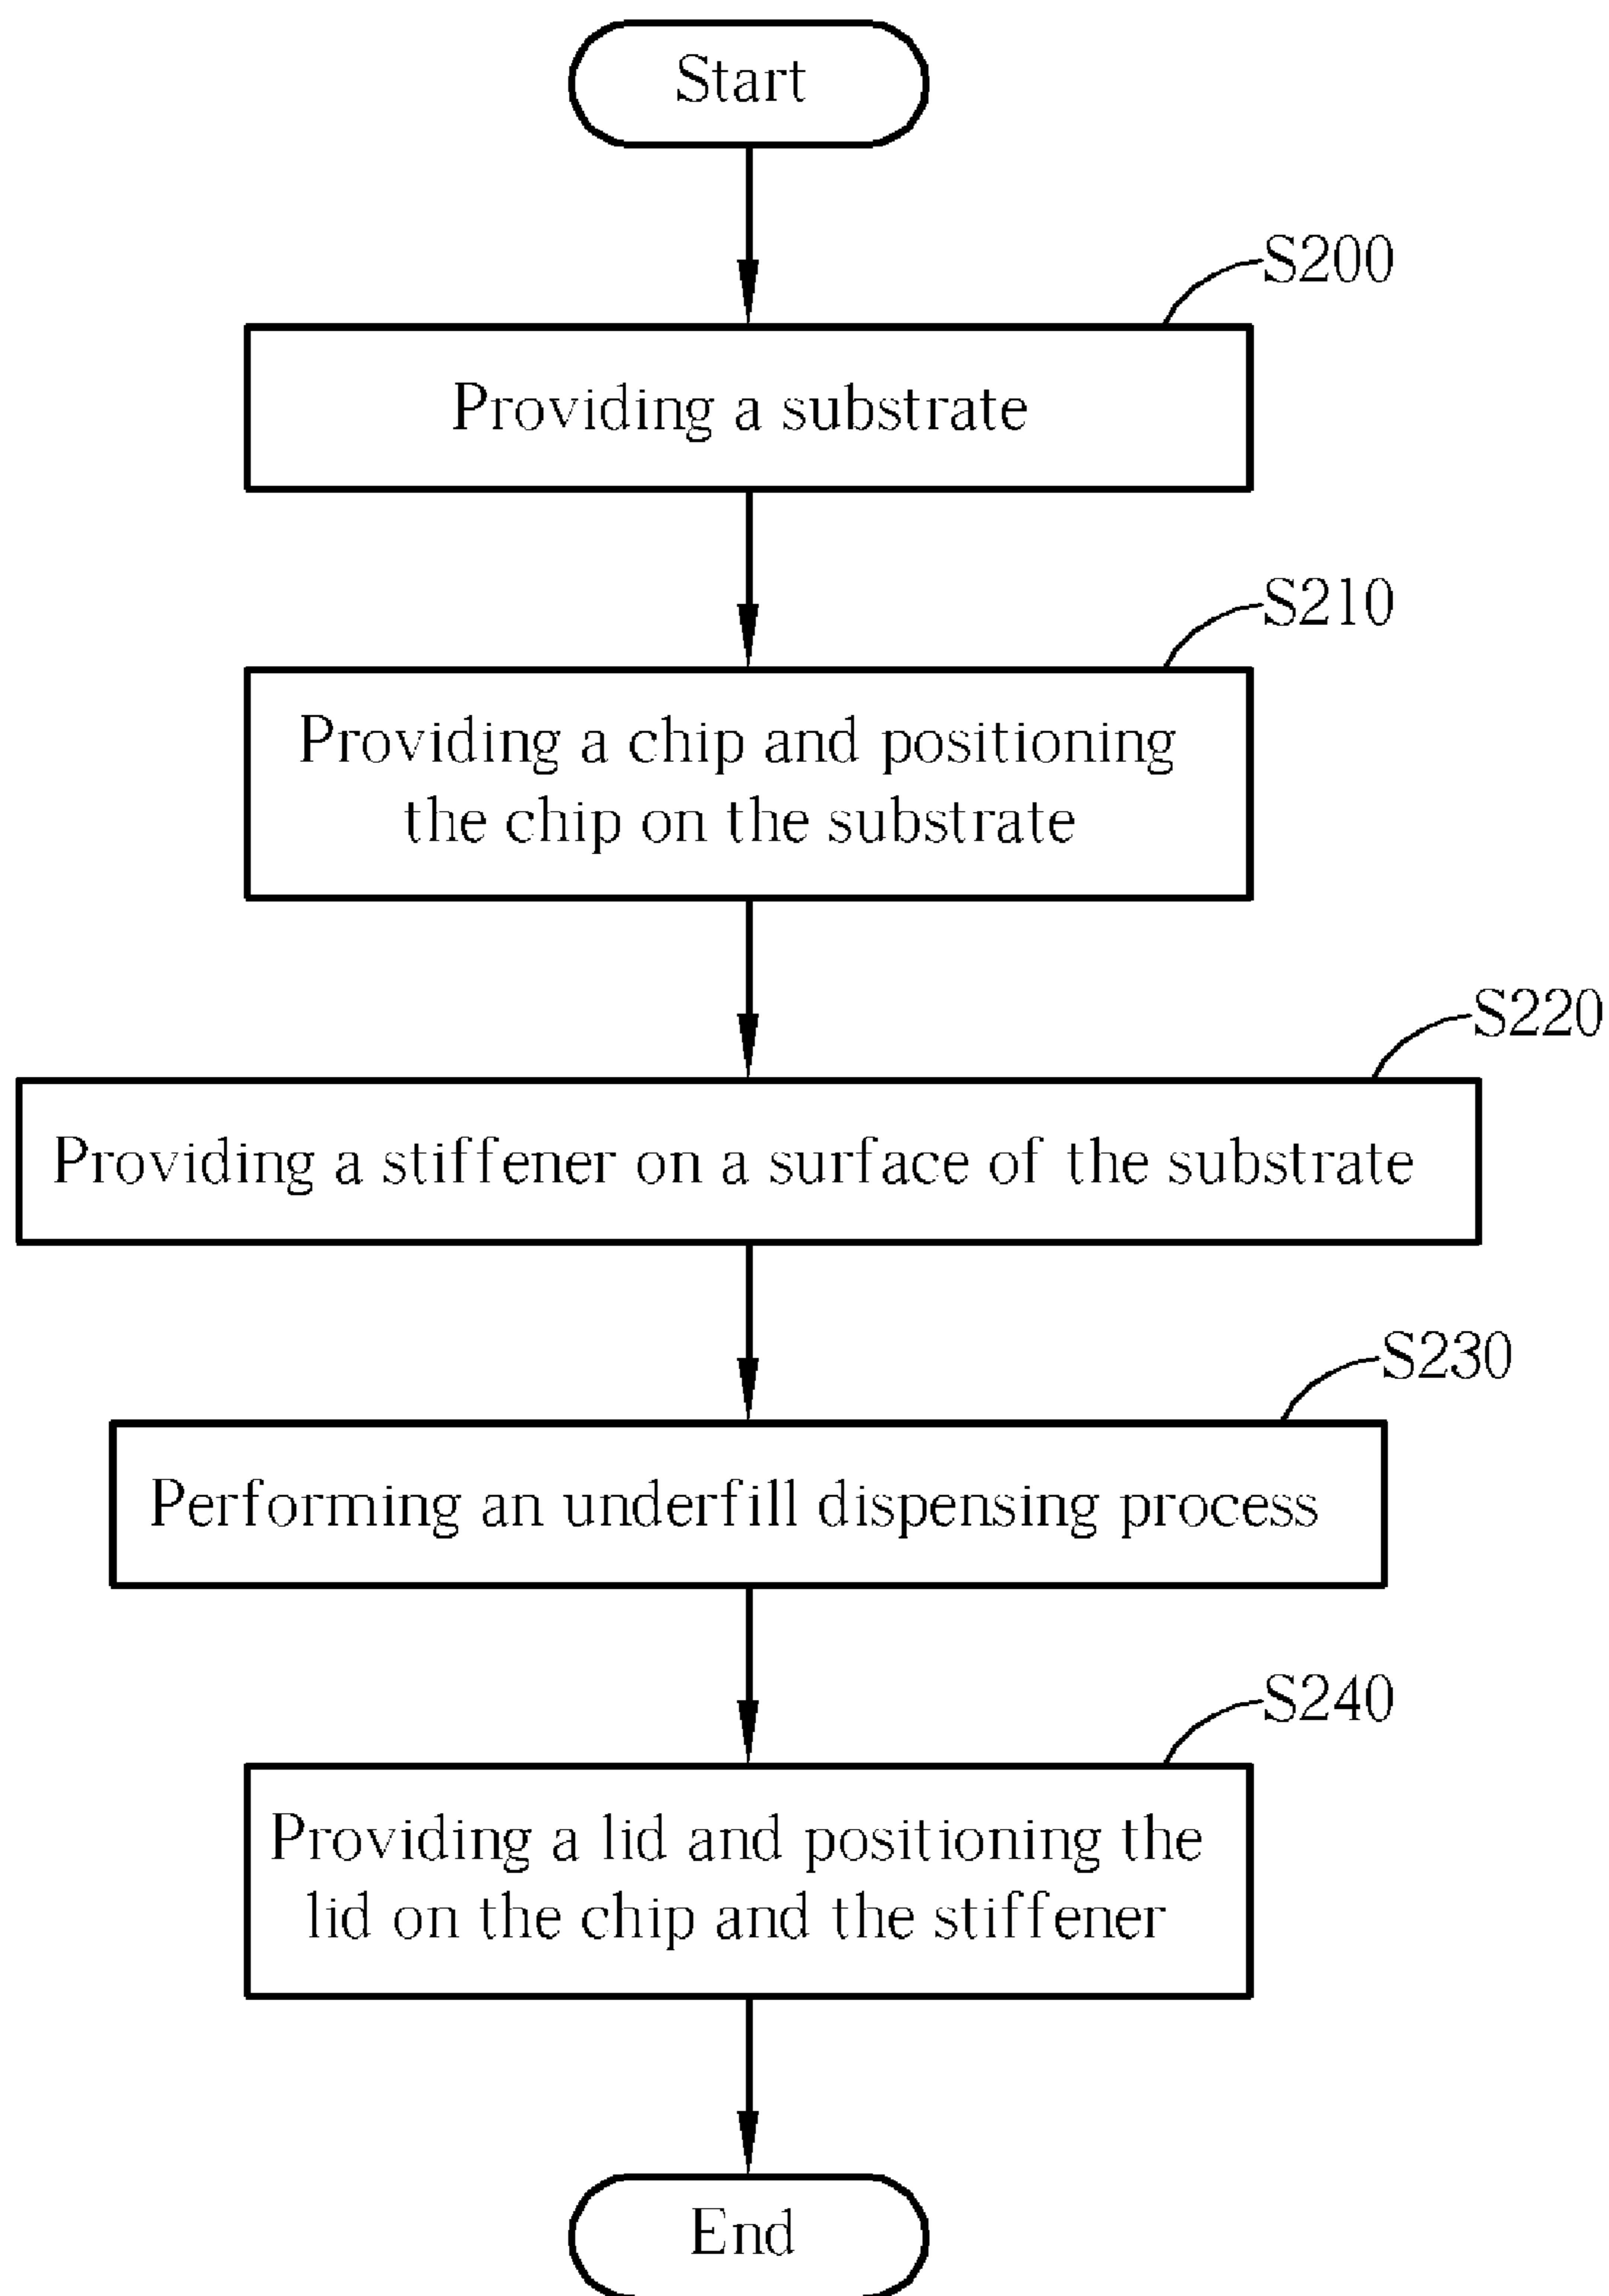 Start
S200
Providing a substrate
S210
Providing a chip and positioning
the chip on the substrate
S220
Providing a stiffener on a surface of the substrate
S230
Performing an underfill dispensing process
S240
Providing a lid and positioning the
lid on the chip and the stiffener
End